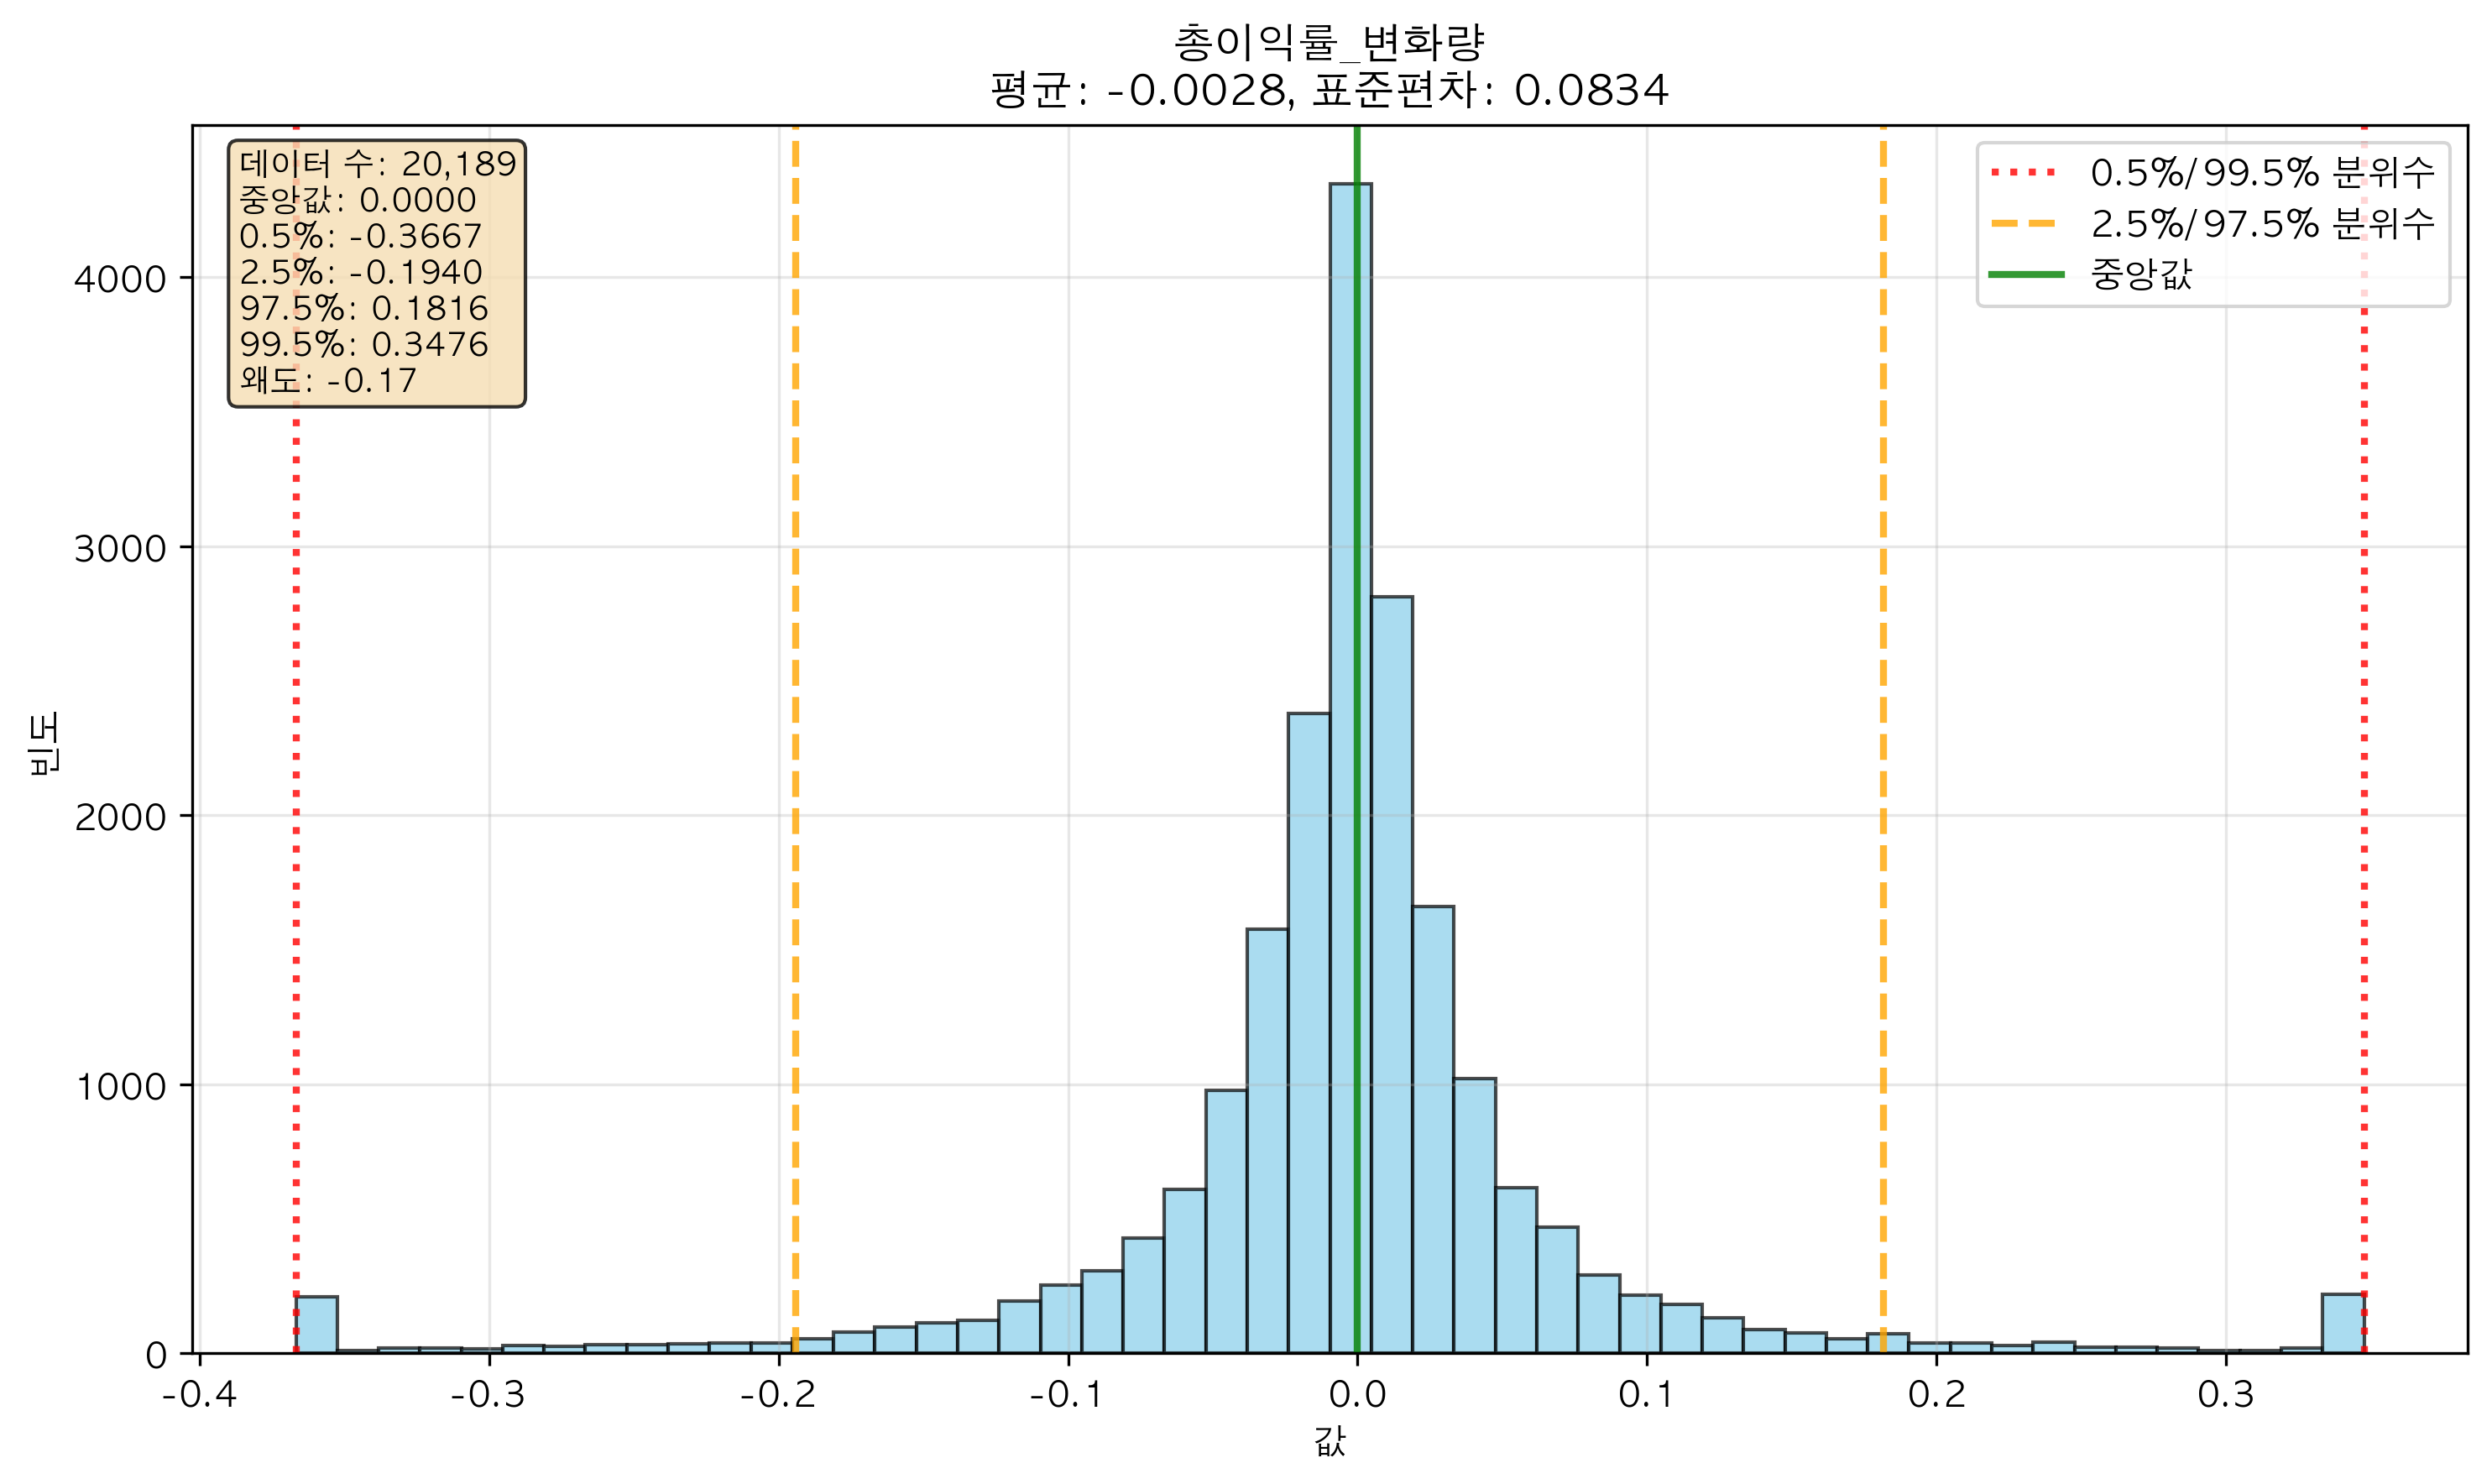 총이익률_변화량
평균: -0.0028, 표준편차: 0.0834
데이터 수: 20,189
중앙값: 0.0000
0.5%: -0.3667
2.5%: -0.1940
97.5%: 0.1816
99.5%: 0.3476
왜도: -0.17
0.5%/99.5% 분위수
2.5%/97.5% 분위수
중앙값
빈도
4000
3000
2000
1000
0
-0.4 -0.3 -0.2 -0.1 0.0 0.1 0.2 0.3
값